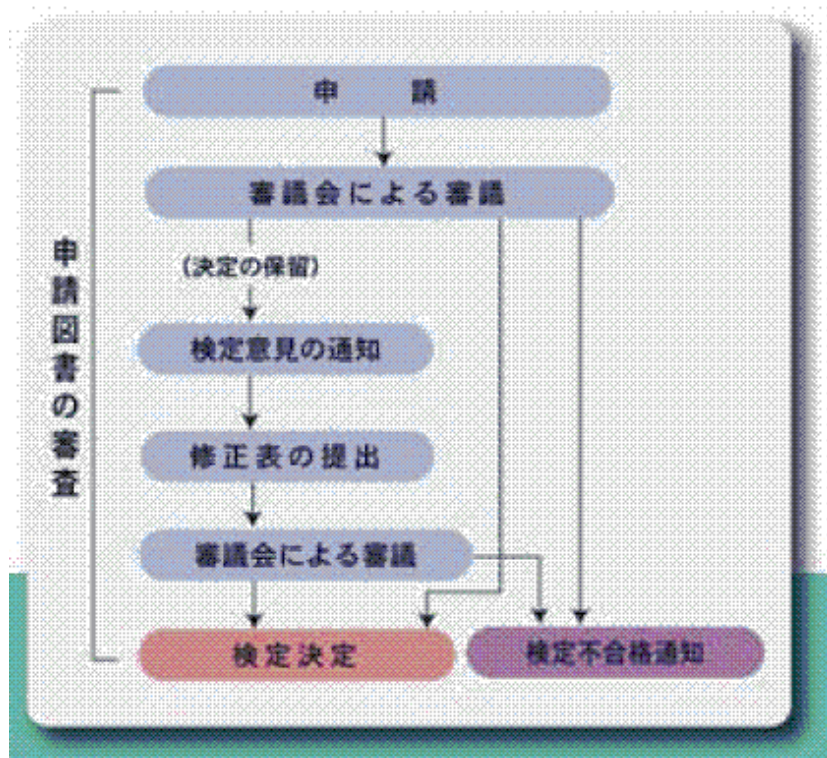 申請
審議会による審議
(決定の保留)
検定意見の通知
修正表の提出
審議会による審議
検定決定
検定不合格通知
申請図書の審査